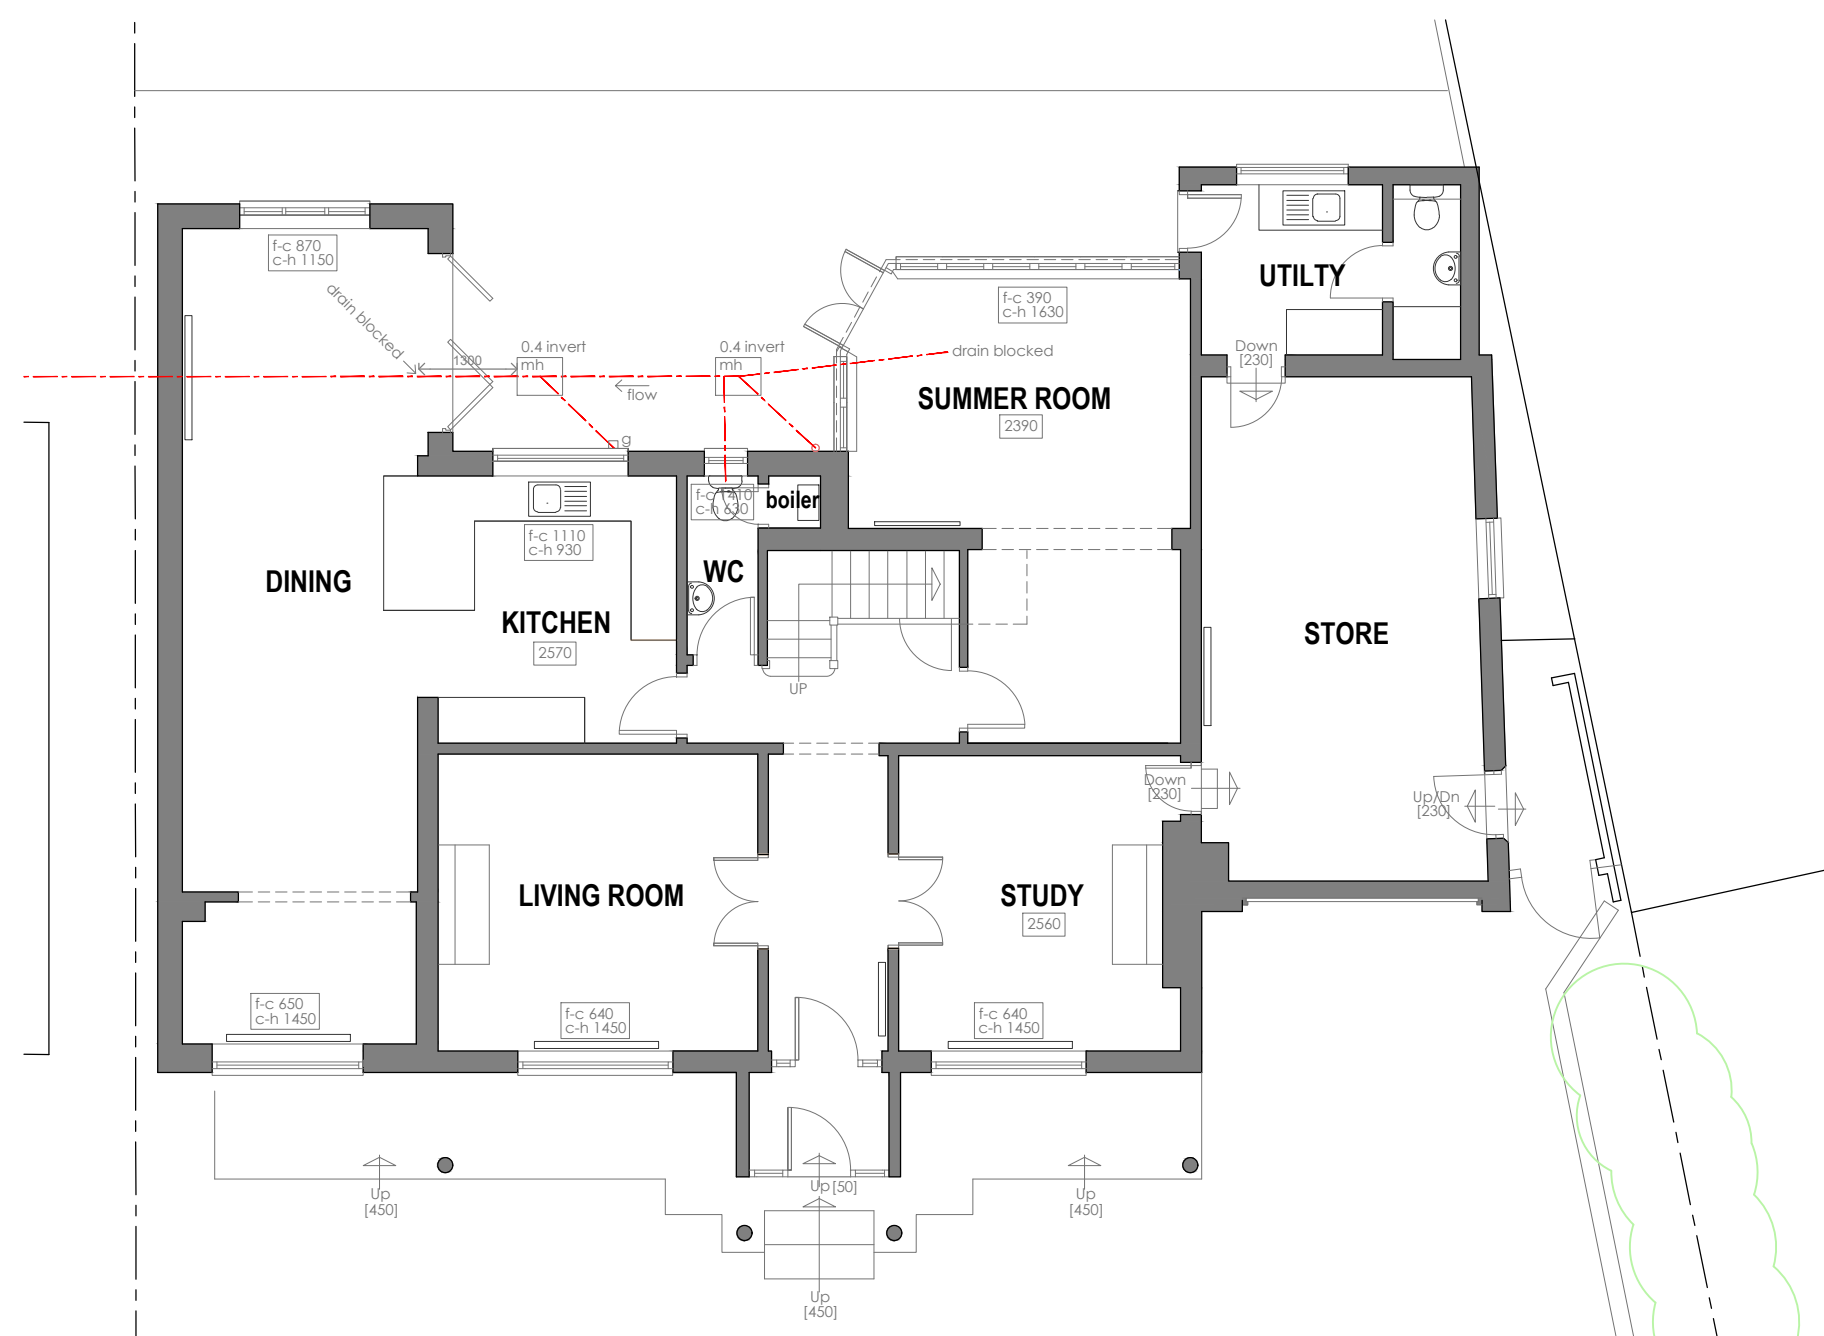 f-c 870
c-h 1150
drain blocked
1300
0.4 invert
mh
0.4 invert
mh
flow
g
drain blocked
f-c 390
c-h 1630
SUMMER ROOM
2390
UTILTY
Down
[230]
f-c 1410
c-h 630
boiler
f-c 1110
c-h 930
DINING
KITCHEN
2570
WC
UP
STORE
Down
[230]
Up/Dn
[230]
LIVING ROOM
STUDY
2560
f-c 650
c-h 1450
f-c 640
c-h 1450
f-c 640
c-h 1450
Up
[450]
Up [50]
Up
[450]
Up
[450]